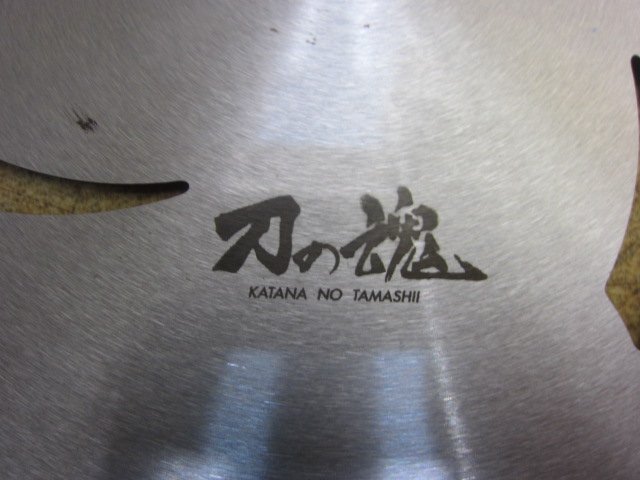 刀の魂
KATANA NO TAMASHII